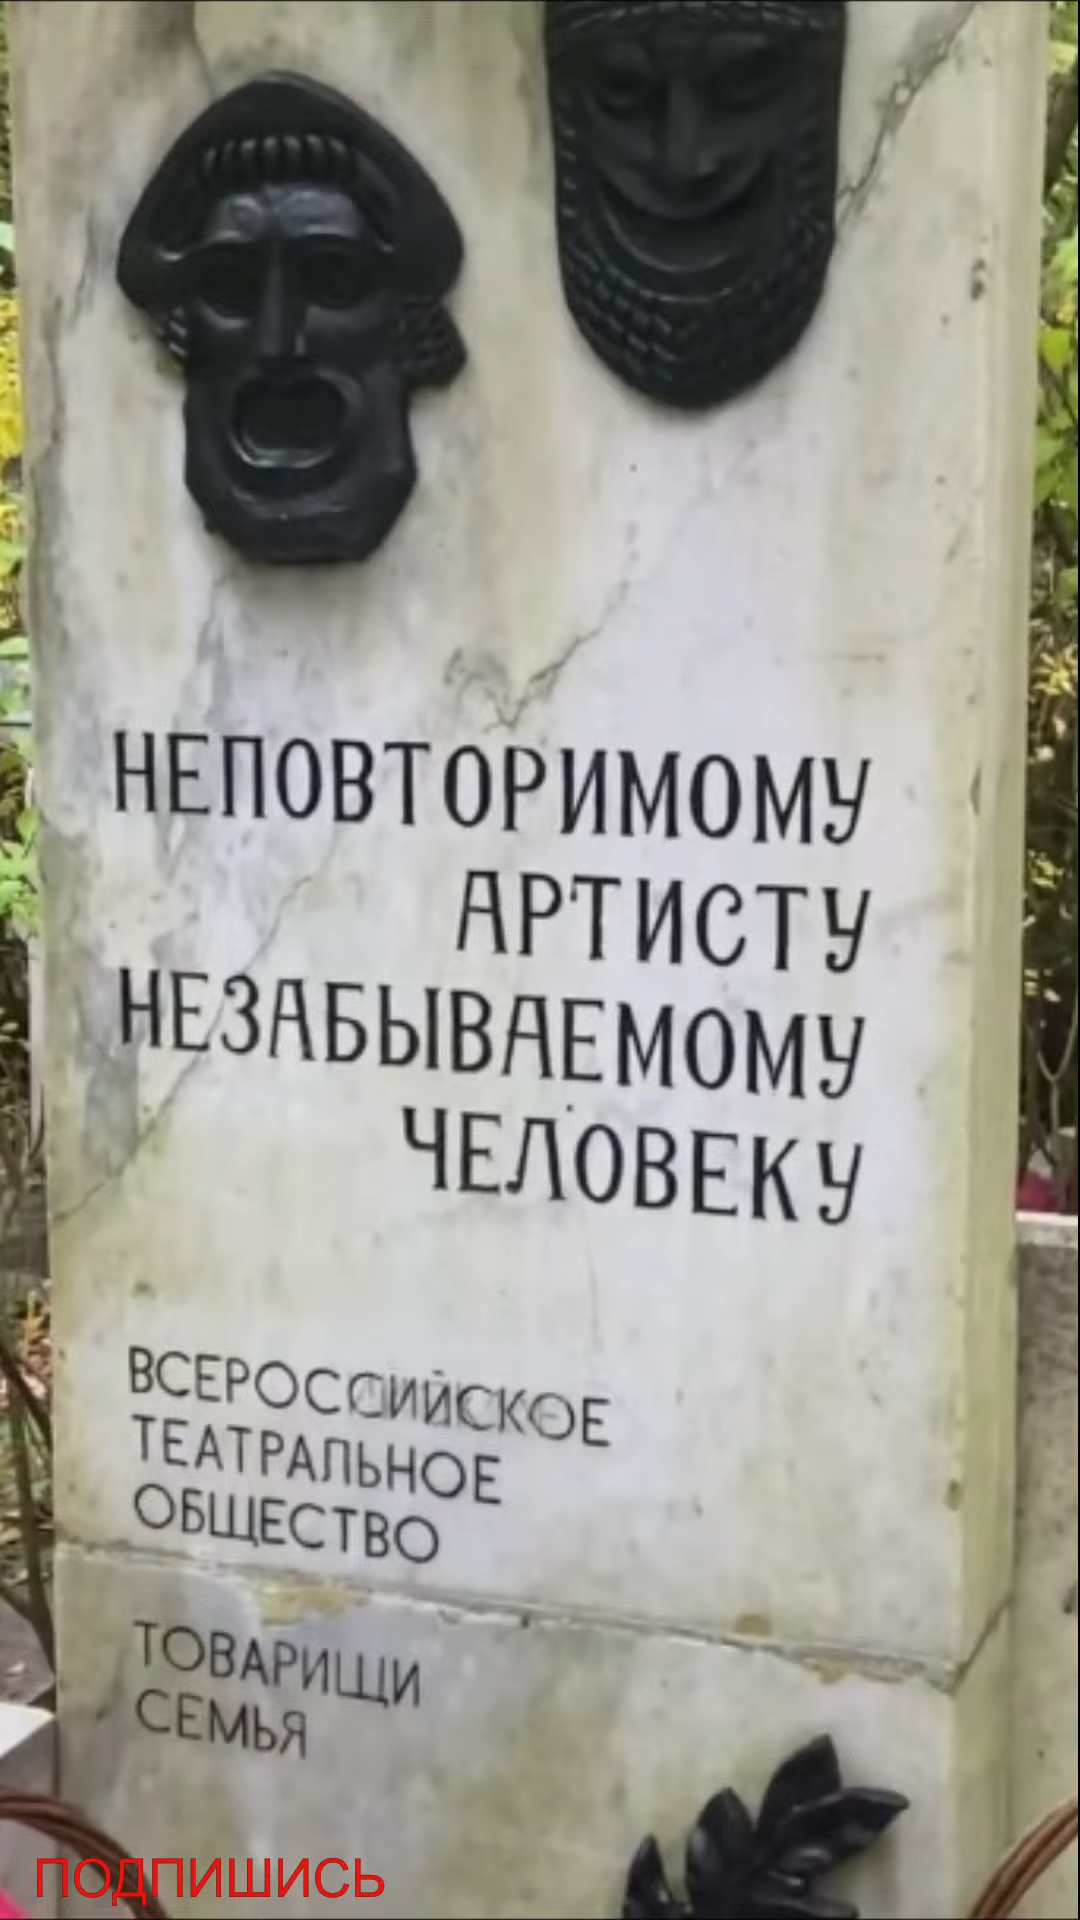 НЕПОВТОРИМОМУ
АРТИСТУ
НЕЗАБЫВАЕМОМУ
ЧЕЛОВЕКУ
ВСЕРОССИЙСКОЕ
ТЕАТРАЛЬНОЕ
ОБЩЕСТВО
ТОВАРИЩИ
СЕМЬЯ
ПОДПИШИСЬ